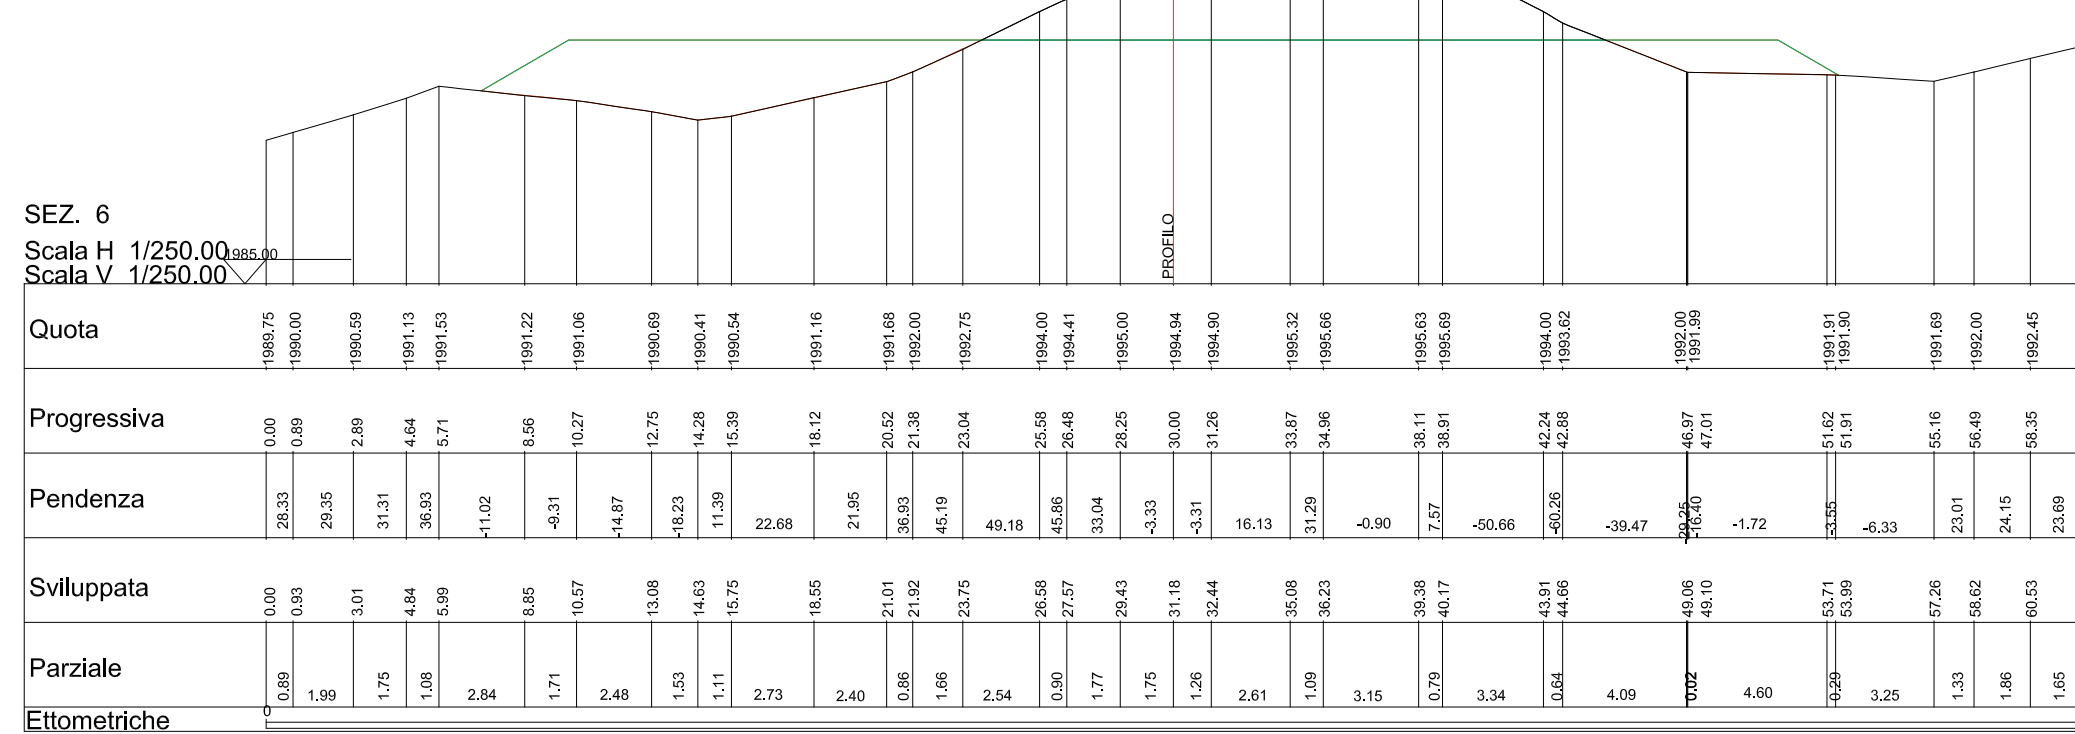 SEZ. 6
Scala H 1/250.00
1985.00
Scala V 1/250.00
PROFILO
Quota 1989.75 1990.00 1990.59 1991.13 1991.53 1991.22 1991.06 1990.69 1990.41 1990.54 1991.16 1991.68 1992.00 1992.75 1994.00 1994.41 1995.00 1994.94 1994.90 1995.32 1995.66 1995.63 1995.69 1994.00 1993.62 1992.00 1991.99 1991.91 1991.90 1991.69 1992.00 1992.45
Progressiva 0.00 0.89 2.89 4.64 5.71 8.56 10.27 12.75 14.28 15.39 18.12 20.52 21.38 23.04 25.58 26.48 28.25 30.00 31.26 33.87 34.96 38.11 38.91 42.24 42.88 46.97 47.01 51.62 51.91 55.16 56.49 58.35
Pendenza 28.33 29.35 31.31 36.93 -11.02 -9.31 -14.87 -18.23 11.39 22.68 21.95 36.93 45.19 49.18 45.86 33.04 -3.33 -3.31 16.13 31.29 -0.90 7.57 -50.66 -60.26 -39.47 -29.25 -16.40 -1.72 -3.55 -6.33 23.01 24.15 23.69
Sviluppata 0.00 0.93 3.01 4.84 5.99 8.85 10.57 13.08 14.63 15.75 18.55 21.01 21.92 23.75 26.58 27.57 29.43 31.18 32.44 35.08 36.23 39.38 40.17 43.91 44.66 49.06 49.10 53.71 53.99 57.26 58.62 60.53
Parziale 0.89 1.99 1.75 1.08 2.84 1.71 2.48 1.53 1.11 2.73 2.40 0.86 1.66 2.54 0.90 1.77 1.75 1.26 2.61 1.09 3.15 0.79 3.34 0.64 4.09 0.02 4.60 0.29 3.25 1.33 1.86 1.65
Ettometriche 0